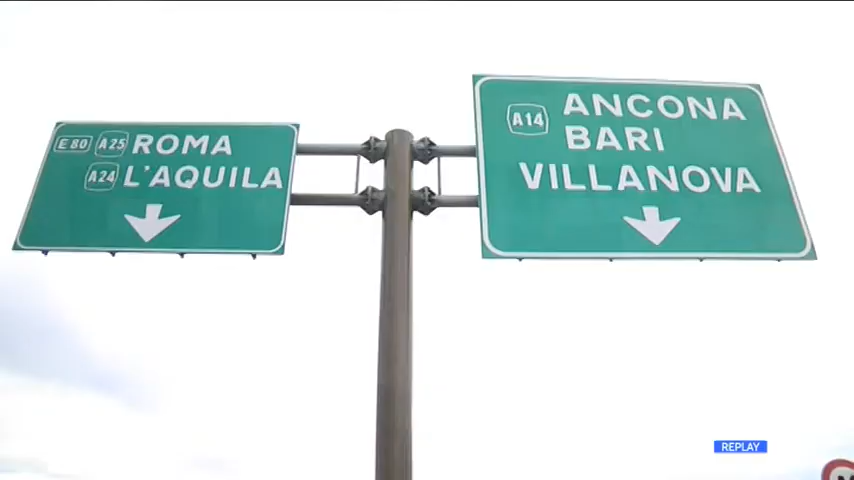 E80 A25 ROMA
A24 L'AQUILA
A14 ANCONA
BARI
VILLANOVA
REPLAY